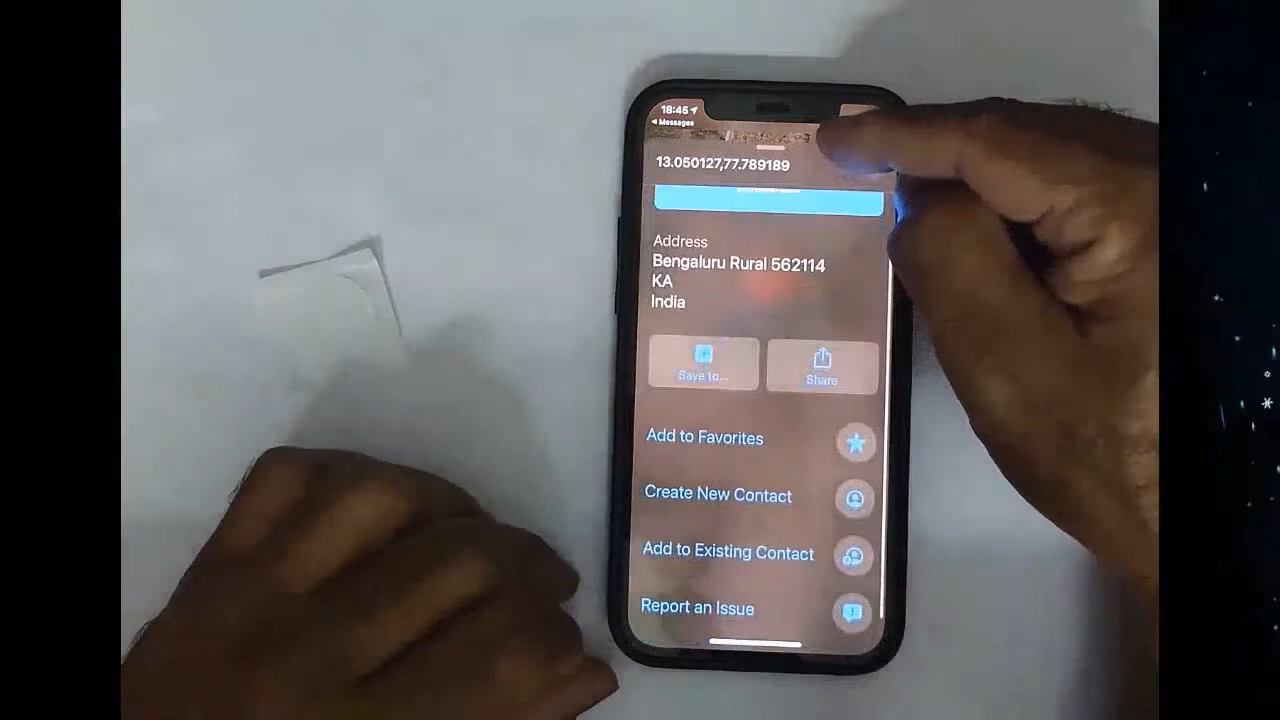 18:45
Messages
13.050127,77.789189
Address
Bengaluru Rural 562114
KA
India
Save to...
Share
Add to Favorites
Create New Contact
Add to Existing Contact
Report an Issue